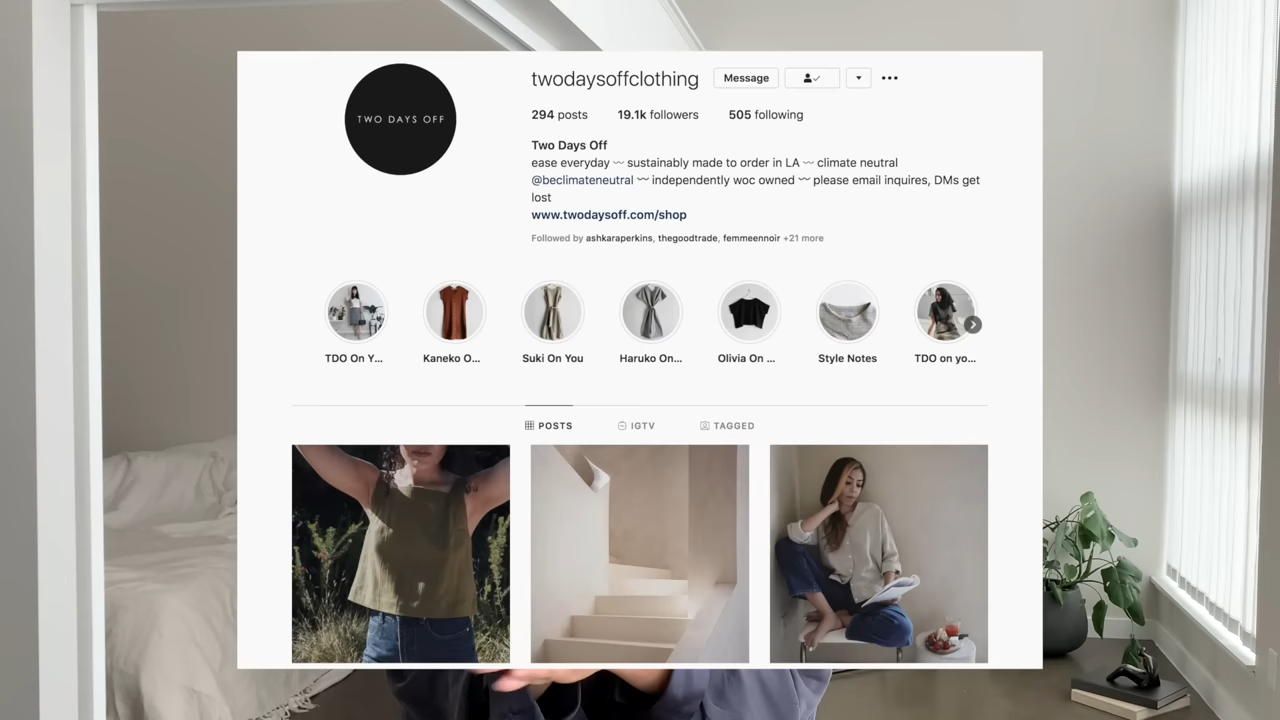 TWO DAYS OFF
twodaysoffclothing Message
294 posts 19.1k followers 505 following
Two Days Off
ease everyday 〰 sustainably made to order in LA 〰 climate neutral
@beclimateneutral 〰 independently woc owned 〰 please email inquires, DMs get
lost
www.twodaysoff.com/shop
Followed by ashkaraperkins, thegoodtrade, femmeennoir +21 more
TDO On Y... Kaneko O... Suki On You Haruko On... Olivia On ... Style Notes TDO on yo...
POSTS IGTV TAGGED